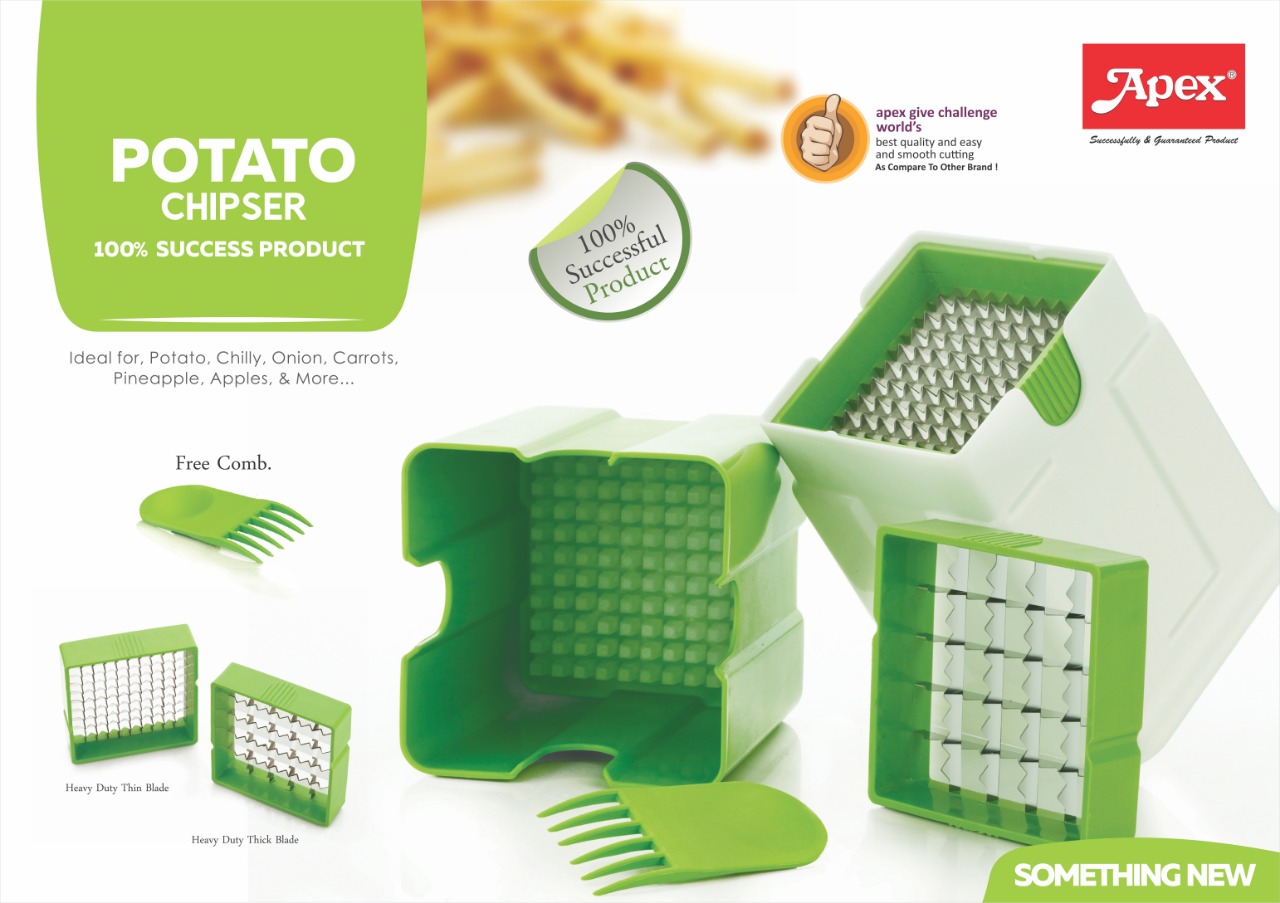 POTATO
CHIPSER
100% SUCCESS PRODUCT
Ideal for, Potato, Chilly, Onion, Carrots,
Pineapple, Apples, & More...
Free Comb.
Heavy Duty Thin Blade
Heavy Duty Thick Blade
100%
Successful
Product
apex give challenge
world's
best quality and easy
and smooth cutting
As Compare To Other Brand !
Apex®
Successfully & Guaranteed Product
SOMETHING NEW